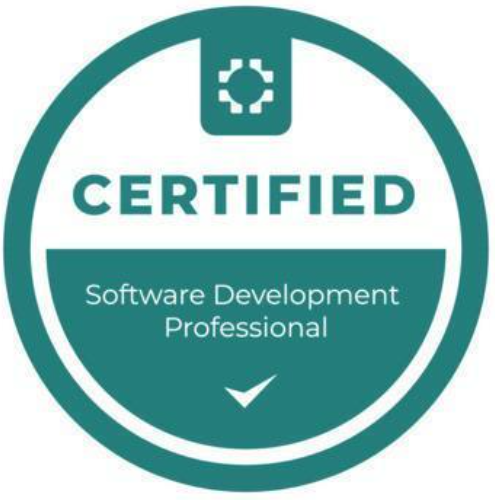 CERTIFIED
Software Development
Professional